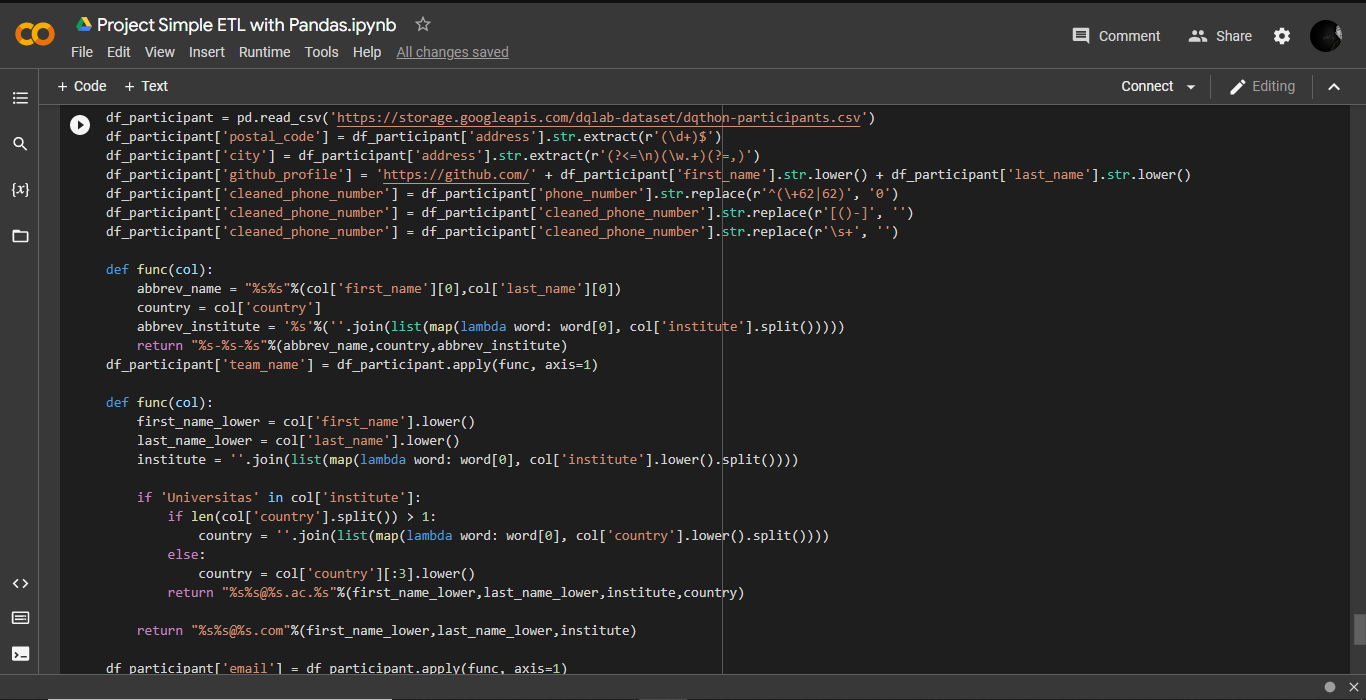 Project Simple ETL with Pandas.ipynb
Comment
Share
File Edit View Insert Runtime Tools Help All changes saved
+ Code + Text
Connect
Editing
df_participant = pd.read_csv('https://storage.googleapis.com/dqlab-dataset/dqthon-participants.csv')
df_participant['postal_code'] = df_participant['address'].str.extract(r'(\d+)$')
df_participant['city'] = df_participant['address'].str.extract(r'(?<=\n)(\w.+)(?=,)')
df_participant['github_profile'] = 'https://github.com/' + df_participant['first_name'].str.lower() + df_participant['last_name'].str.lower()
df_participant['cleaned_phone_number'] = df_participant['phone_number'].str.replace(r'^(\+62|62)', '0')
df_participant['cleaned_phone_number'] = df_participant['cleaned_phone_number'].str.replace(r'[()-]', '')
df_participant['cleaned_phone_number'] = df_participant['cleaned_phone_number'].str.replace(r'\s+', '')
def func(col):
    abbrev_name = "%s%s"%(col['first_name'][0],col['last_name'][0])
    country = col['country']
    abbrev_institute = '%s'%(''.join(list(map(lambda word: word[0], col['institute'].split()))))
    return "%s-%s-%s"%(abbrev_name,country,abbrev_institute)
df_participant['team_name'] = df_participant.apply(func, axis=1)
def func(col):
    first_name_lower = col['first_name'].lower()
    last_name_lower = col['last_name'].lower()
    institute = ''.join(list(map(lambda word: word[0], col['institute'].lower().split())))
    if 'Universitas' in col['institute']:
        if len(col['country'].split()) > 1:
            country = ''.join(list(map(lambda word: word[0], col['country'].lower().split())))
        else:
            country = col['country'][:3].lower()
        return "%s%s@%s.ac.%s"%(first_name_lower,last_name_lower,institute,country)
    return "%s%s@%s.com"%(first_name_lower,last_name_lower,institute)
df_participant['email'] = df_participant.apply(func, axis=1)